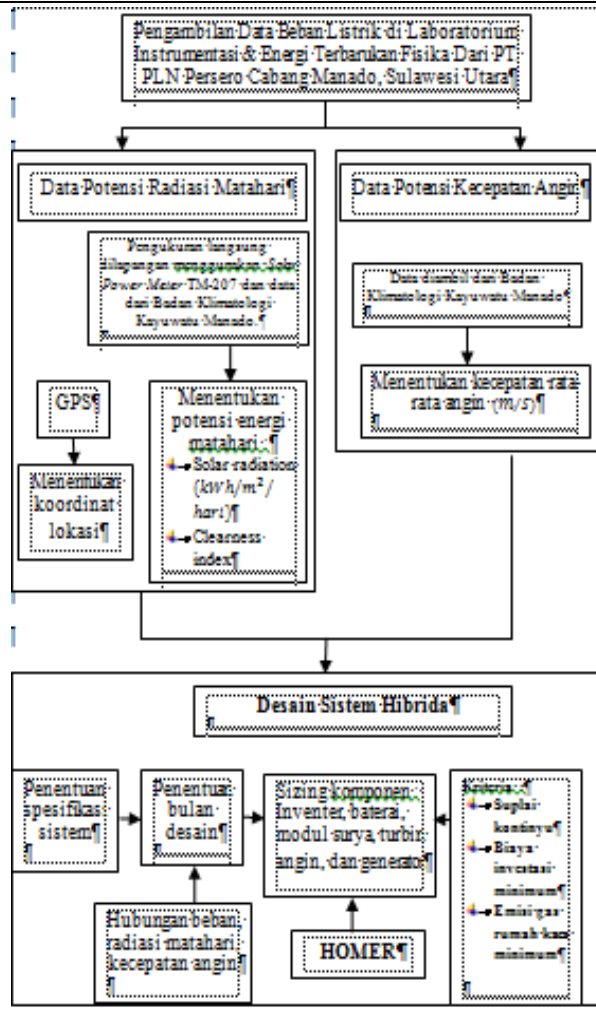 Pengambilan Data Beban Listrik di Laboratorium
Instrumentasi & Energi Terbarukan Fisika Dari PT
PLN Persero Cabang Manado, Sulawesi Utara¶
Data Potensi Radiasi Matahari¶
Pengukuran langsung
dilapangan menggunakan Solar
Power Meter TM-207 dan data
dari Badan Klimatologi
Kayuwatu Manado.¶
¶
GPS¶
Menentukan
koordinat
lokasi¶
Menentukan
potensi energi
matahari :¶
Solar radiation
(kWh/m²/
hari)¶
Clearness
index¶
Data Potensi Kecepatan Angin¶
Data diambil dari Badan
Klimatologi Kayuwatu Manado¶
¶
Menentukan kecepatan rata-
rata angin (m/s)¶
¶
Desain Sistem Hibrida¶
¶
Penentuan
spesifikasi
sistem¶
¶
Penentuan
bulan
desain¶
¶
Sizing komponen:
Inventer, baterai,
modul surya, turbin
angin, dan generator¶
¶
Kriteria :¶
Suplai
kontinyu¶
Biaya
investasi
minimum¶
Emisi gas
rumah kaca
minimum¶
¶
Hubungan beban,
radiasi matahari,
kecepatan angin¶
¶
HOMER¶